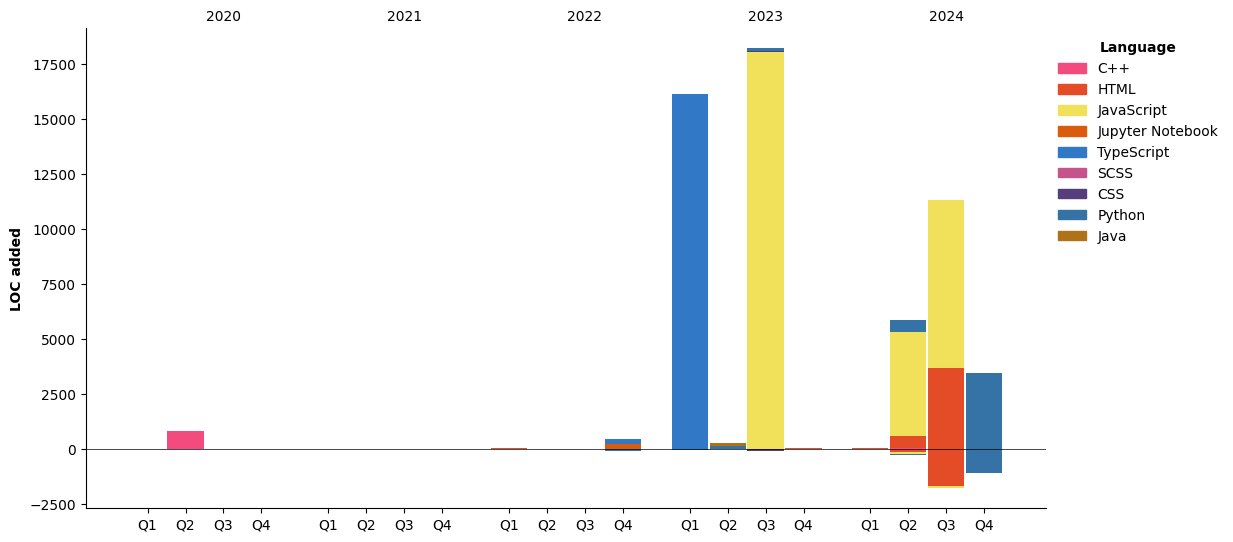 2020 2021 2022 2023 2024
Language
C++
HTML
JavaScript
Jupyter Notebook
TypeScript
SCSS
CSS
Python
Java
LOC added
17500
15000
12500
10000
7500
5000
2500
0
−2500
Q1 Q2 Q3 Q4 Q1 Q2 Q3 Q4 Q1 Q2 Q3 Q4 Q1 Q2 Q3 Q4 Q1 Q2 Q3 Q4